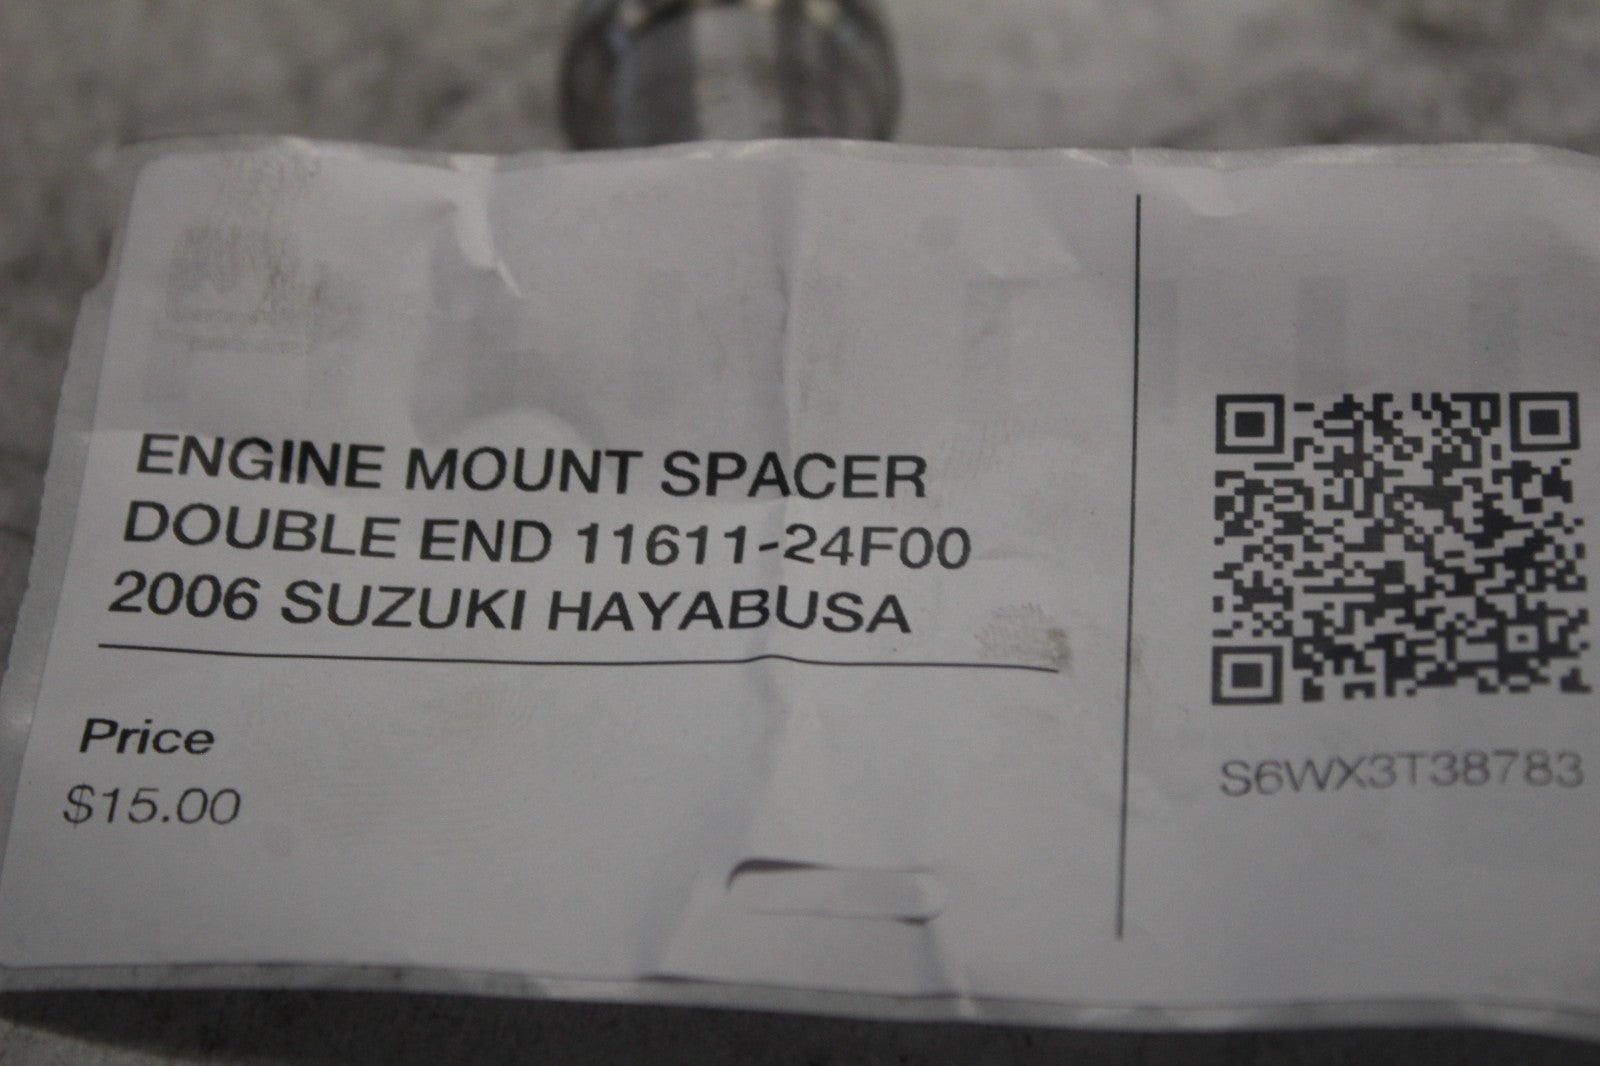 ENGINE MOUNT SPACER
DOUBLE END 11611-24F00
2006 SUZUKI HAYABUSA
Price
$15.00
S6WX3T38783